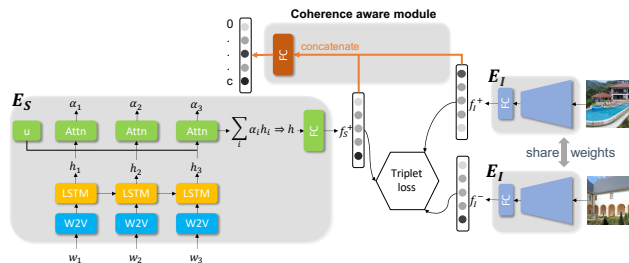 Coherence aware module
0
.
.
.
c
FC
concatenate
E_S
α_1
α_2
α_3
u
Attn
Attn
Attn
∑_i α_i h_i ⇒ h
FC
f_S^+
h_1
h_2
h_3
LSTM
LSTM
LSTM
W2V
W2V
W2V
w_1
w_2
w_3
Triplet
loss
f_I^+
FC
E_I
share
weights
f_I^-
FC
E_I